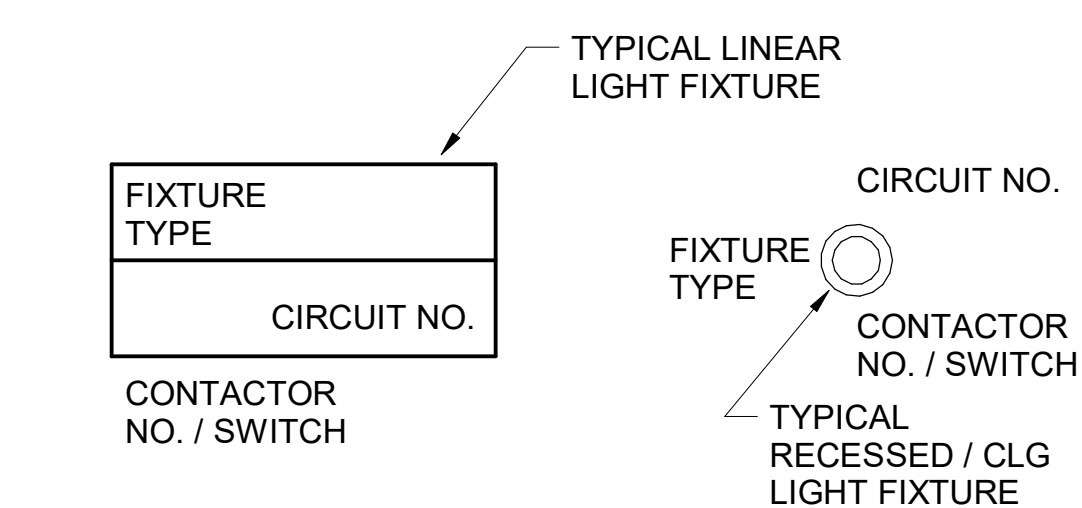 TYPICAL LINEAR
LIGHT FIXTURE
FIXTURE
TYPE
CIRCUIT NO.
CONTACTOR
NO. / SWITCH
CIRCUIT NO.
FIXTURE
TYPE
CONTACTOR
NO. / SWITCH
TYPICAL
RECESSED / CLG
LIGHT FIXTURE